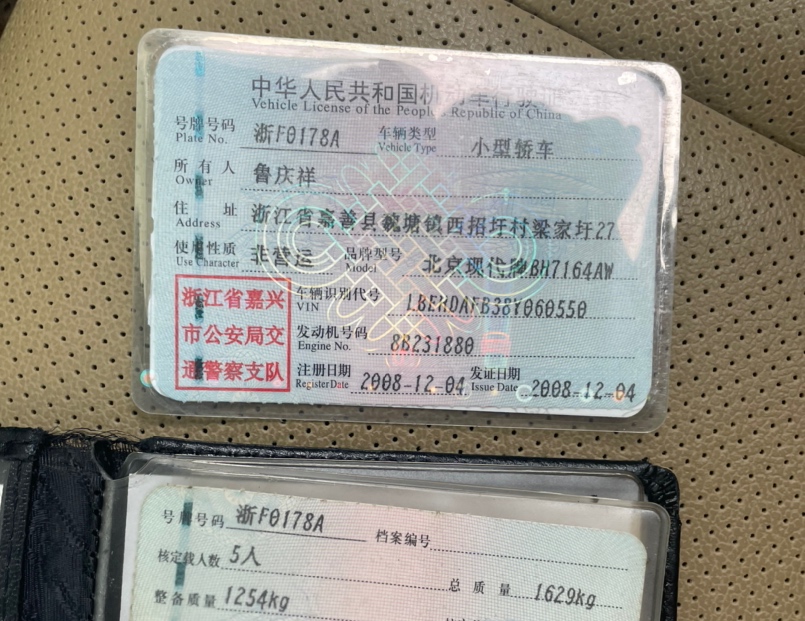 中华人民共和国机动车行驶证
Vehicle License of the People's Republic of China
号牌号码 浙F0178A 车辆类型 小型轿车
Plate No. Vehicle Type
所有人 鲁庆祥
Owner
住址 浙江省嘉善县魏塘镇西招圩村梁家圩27
Address
使用性质 非营运 品牌型号 北京现代牌BH7164AW
Use Character Model
浙江省嘉兴 车辆识别代号 LBEHDAFB38Y060550
VIN
市公安局交 发动机号码 8B231880
Engine No.
通警察支队 注册日期 2008-12-04 发证日期 2008-12-04
Register Date Issue Date
号牌号码 浙F0178A 档案编号
核定载人数 5人 总质量 1629kg
整备质量 1254kg